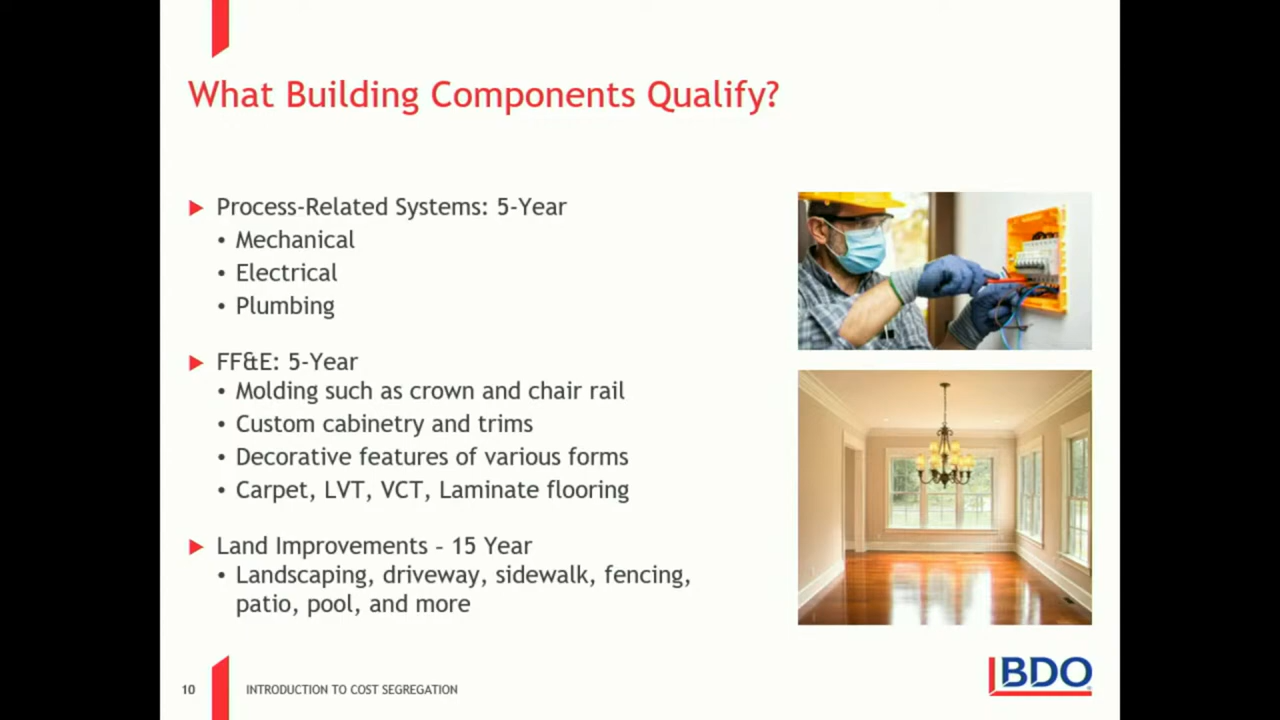 What Building Components Qualify?
▶ Process-Related Systems: 5-Year
• Mechanical
• Electrical
• Plumbing
▶ FF&E: 5-Year
• Molding such as crown and chair rail
• Custom cabinetry and trims
• Decorative features of various forms
• Carpet, LVT, VCT, Laminate flooring
▶ Land Improvements – 15 Year
• Landscaping, driveway, sidewalk, fencing,
patio, pool, and more
10 INTRODUCTION TO COST SEGREGATION
BDO